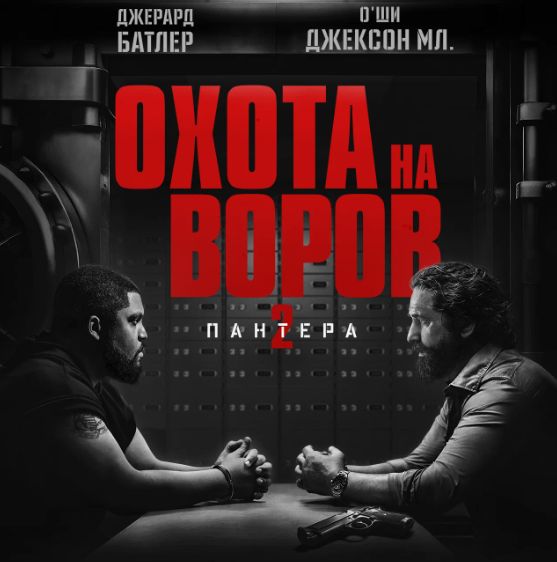 ДЖЕРАРД
БАТЛЕР
О'ШИ
ДЖЕКСОН МЛ.
ОХОТА НА
ВОРОВ
2
ПАНТЕРА